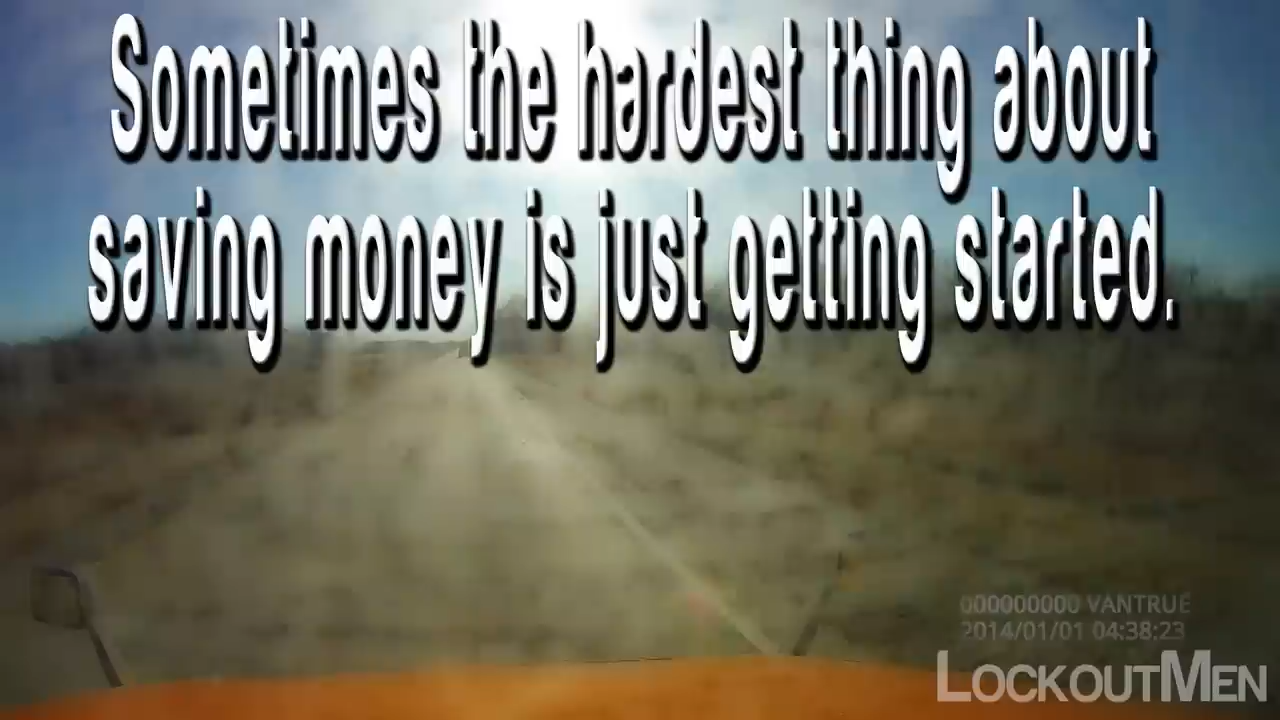 Sometimes the hardest thing about
saving money is just getting started.
000000000 VANTRUE
2014/01/01 04:38:23
LOCKOUTMEN